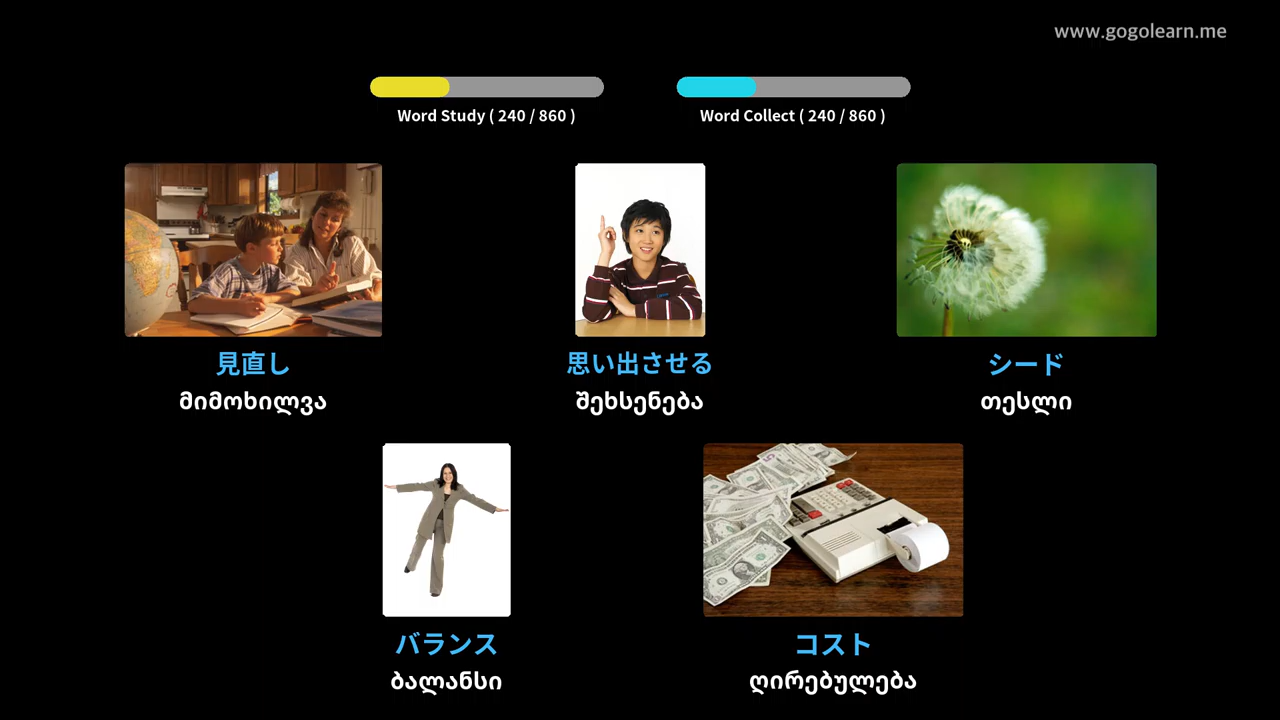 www.gogolearn.me
Word Study ( 240 / 860 )
Word Collect ( 240 / 860 )
見直し
思い出させる
シード
მიმოხილვა
შეხსენება
თესლი
バランス
コスト
ბალანსი
ღირებულება